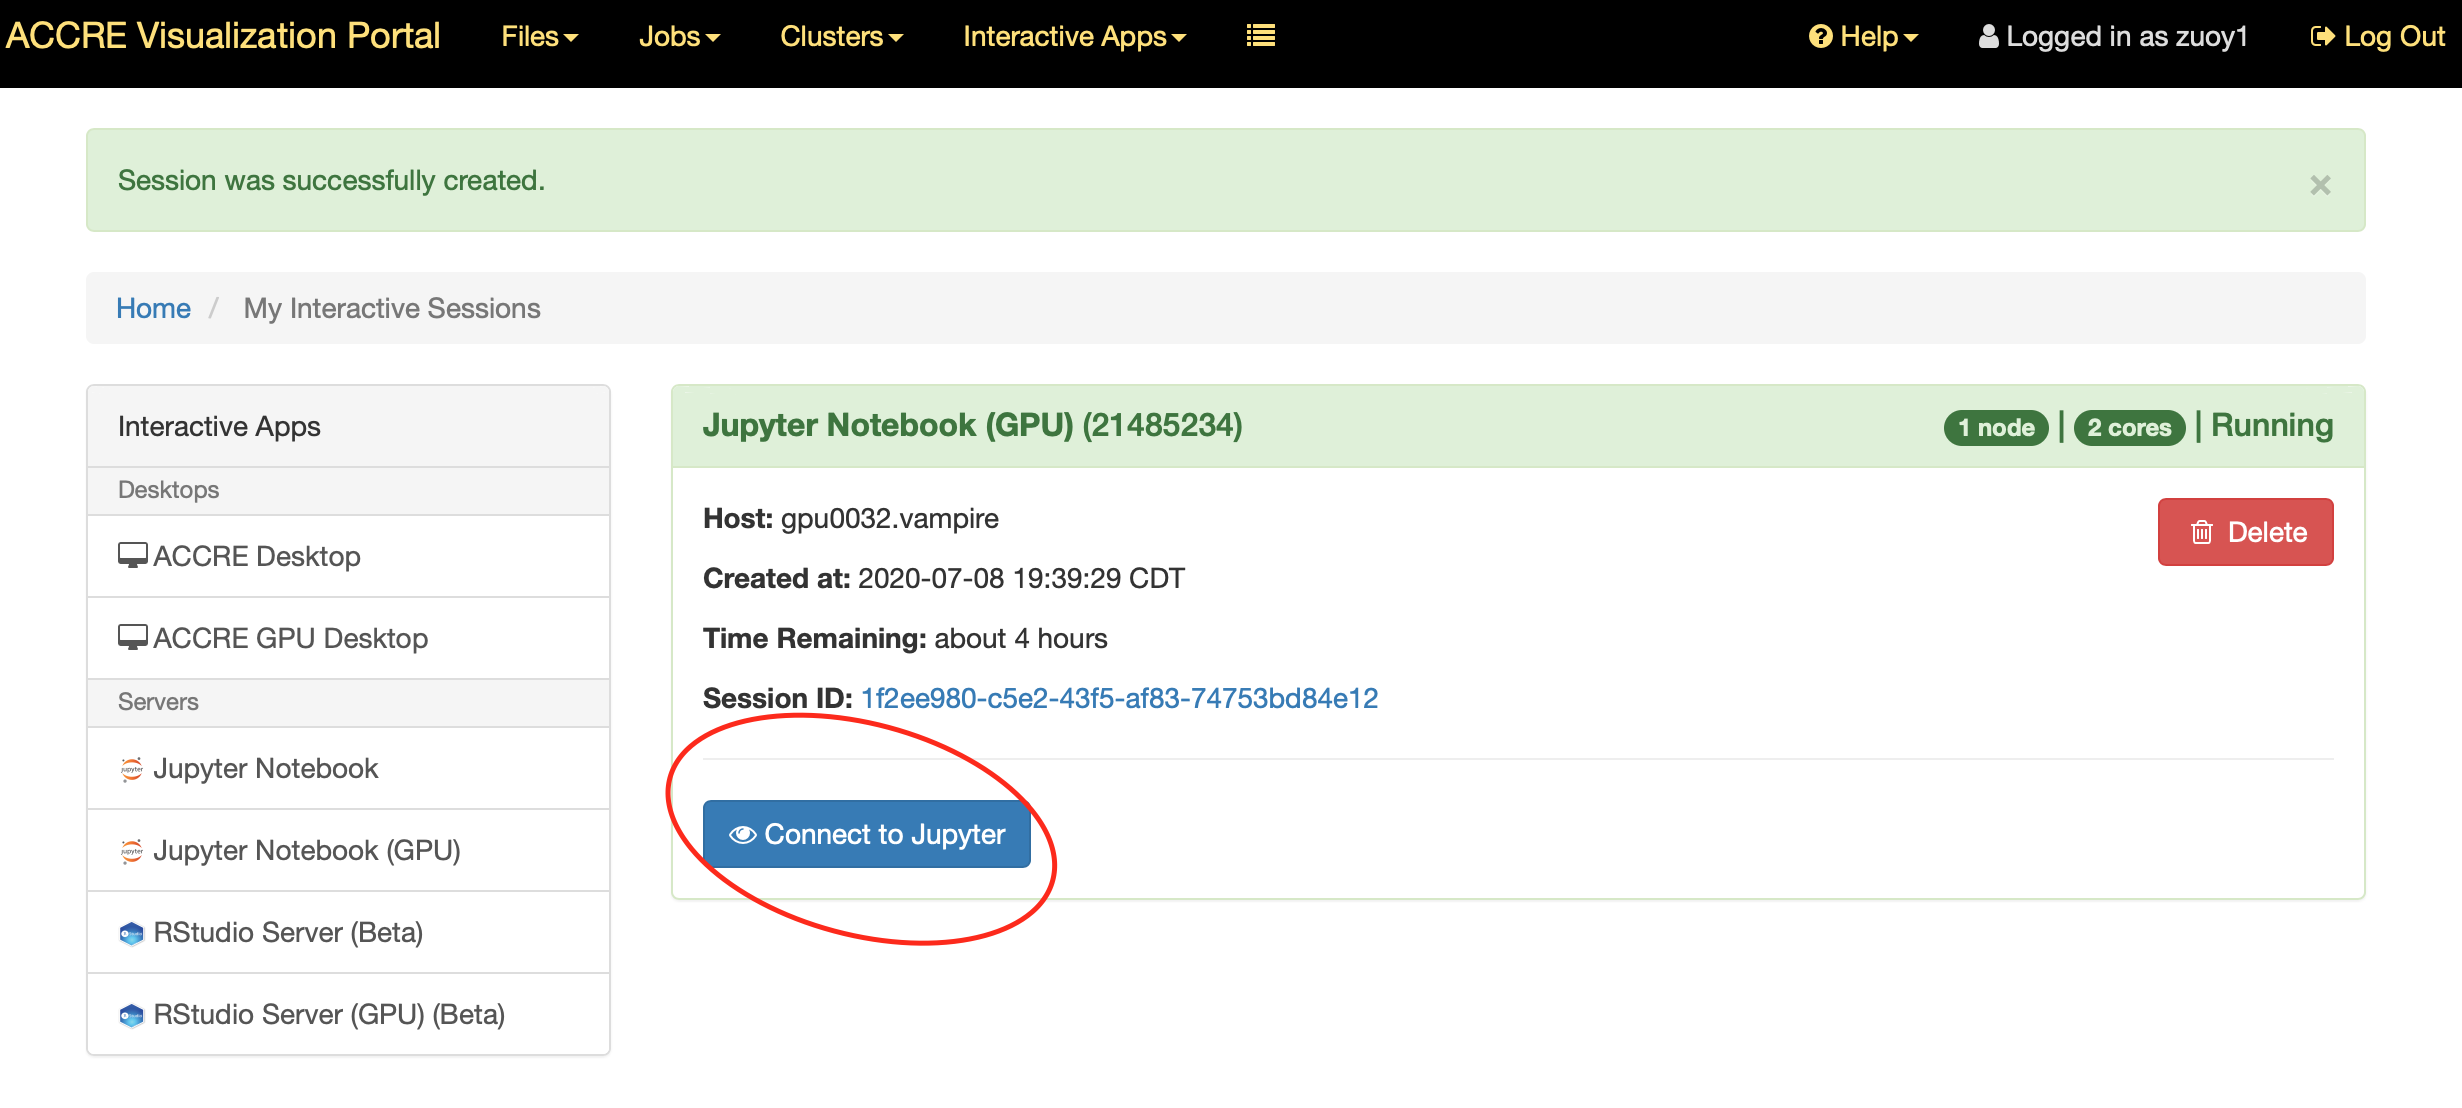 ACCRE Visualization Portal Files Jobs Clusters Interactive Apps Help Logged in as zuoy1 Log Out
Session was successfully created. ×
Home / My Interactive Sessions
Interactive Apps
Desktops
ACCRE Desktop
ACCRE GPU Desktop
Servers
Jupyter Notebook
Jupyter Notebook (GPU)
RStudio Server (Beta)
RStudio Server (GPU) (Beta)
Jupyter Notebook (GPU) (21485234) 1 node | 2 cores | Running
Host: gpu0032.vampire
Delete
Created at: 2020-07-08 19:39:29 CDT
Time Remaining: about 4 hours
Session ID: 1f2ee980-c5e2-43f5-af83-74753bd84e12
Connect to Jupyter